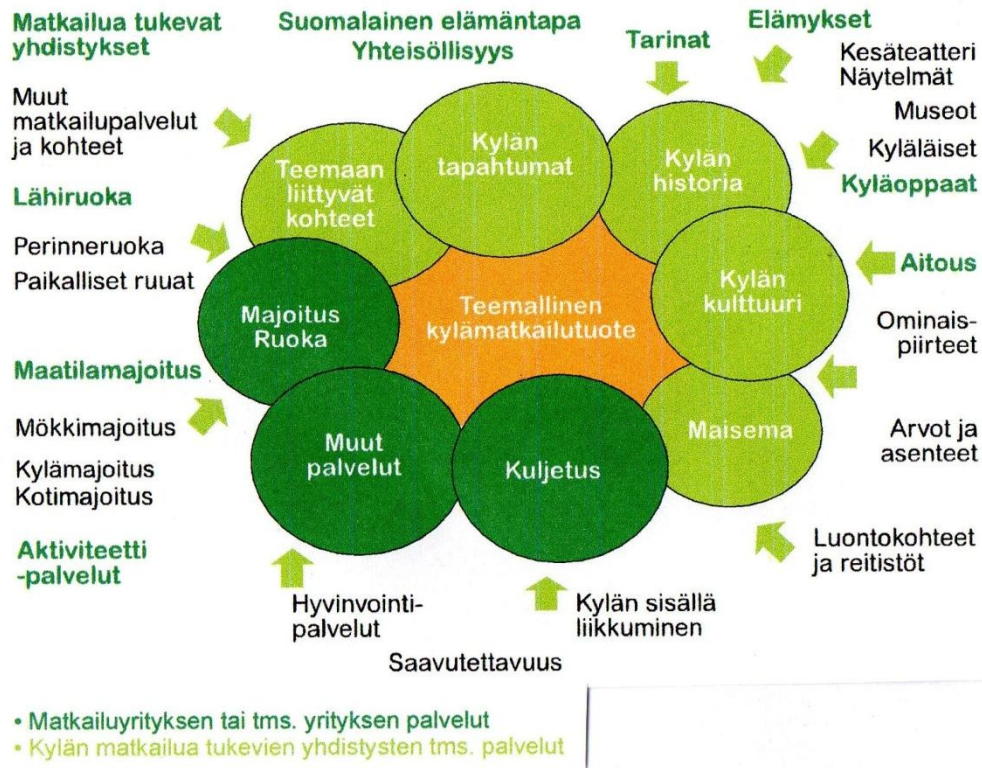 Matkailua tukevat
yhdistykset
Suomalainen elämäntapa
Yhteisöllisyys
Tarinat
Elämykset
Kesäteatteri
Näytelmät
Museot
Kyläläiset
Kyläoppaat
Muut
matkailupalvelut
ja kohteet
Lähiruoka
Perinneruoka
Paikalliset ruuat
Maatilamajoitus
Mökkimajoitus
Kylämajoitus
Kotimajoitus
Aktiviteetti
-palvelut
Teemaan
liittyvät
kohteet
Kylän
tapahtumat
Kylän
historia
Kylän
kulttuuri
Majoitus
Ruoka
Teemallinen
kylämatkailutuote
Muut
palvelut
Kuljetus
Maisema
Aitous
Ominais-
piirteet
Arvot ja
asenteet
Luontokohteet
ja reitistöt
Hyvinvointi-
palvelut
Kylän sisällä
liikkuminen
Saavutettavuus
• Matkailuyrityksen tai tms. yrityksen palvelut
• Kylän matkailua tukevien yhdistysten tms. palvelut